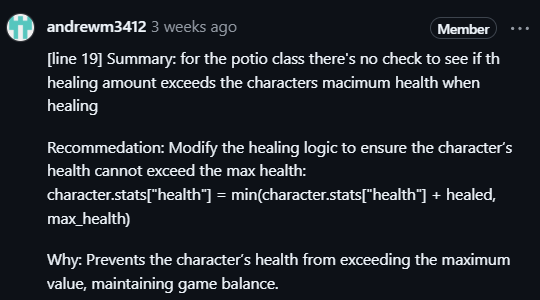 andrewm3412 3 weeks ago Member ...
[line 19] Summary: for the potio class there's no check to see if th
healing amount exceeds the characters macimum health when
healing
Recommedation: Modify the healing logic to ensure the character's
health cannot exceed the max health:
character.stats["health"] = min(character.stats["health"] + healed,
max_health)
Why: Prevents the character's health from exceeding the maximum
value, maintaining game balance.